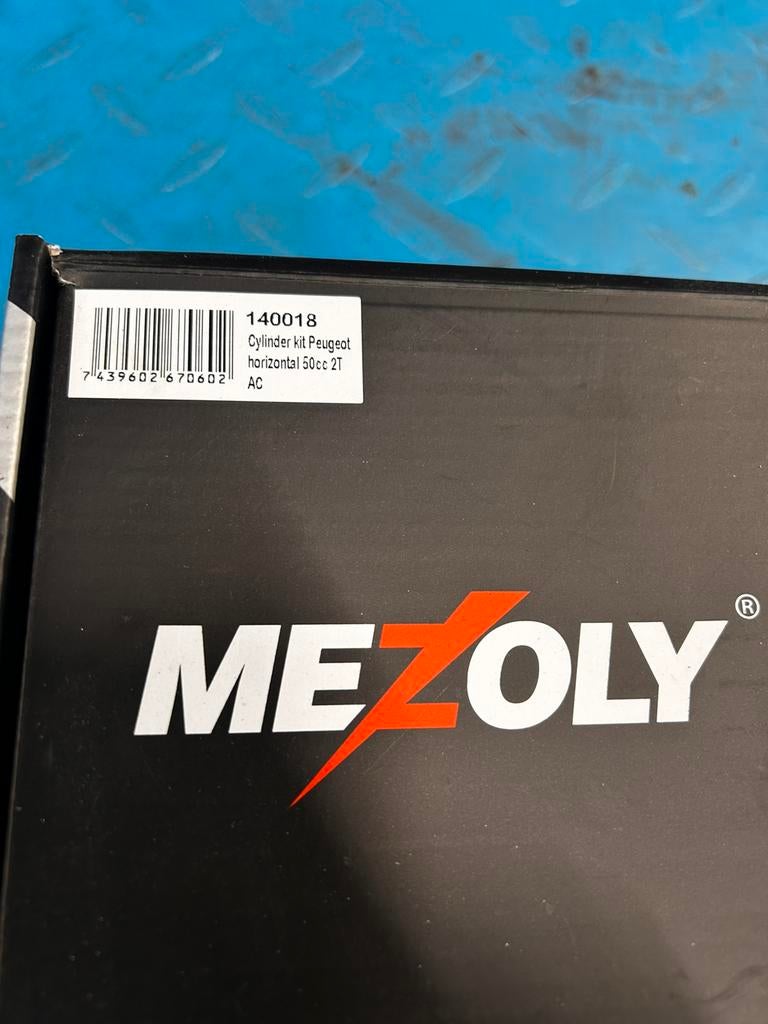 140018
Cylinder kit Peugeot
horizontal 50cc 2T
AC
7 439602 670602
MEZOLY®